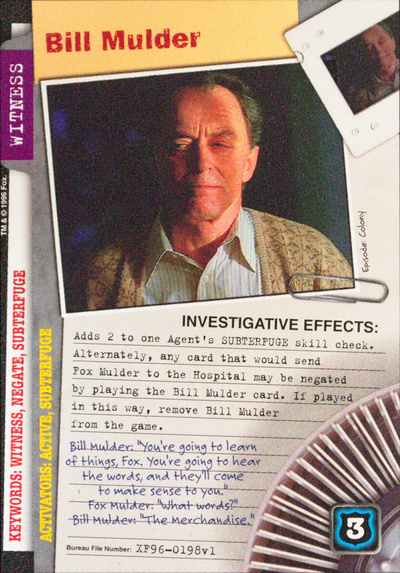 Bill Mulder
WITNESS
TM & © 1996 Fox.
Episode: Colony
KEYWORDS: WITNESS, NEGATE, SUBTERFUGE
ACTIVATORS: ACTIVE, SUBTERFUGE
INVESTIGATIVE EFFECTS:
Adds 2 to one Agent's SUBTERFUGE skill check.
Alternately, any card that would send
Fox Mulder to the Hospital may be negated
by playing the Bill Mulder card. If played
in this way, remove Bill Mulder
from the game.
Bill Mulder: "You're going to learn
of things, Fox. You're going to hear
the words, and they'll come
to make sense to you."
Fox Mulder: "What words?"
Bill Mulder: "The Merchandise."
Bureau File Number: XF96-0198v1
3